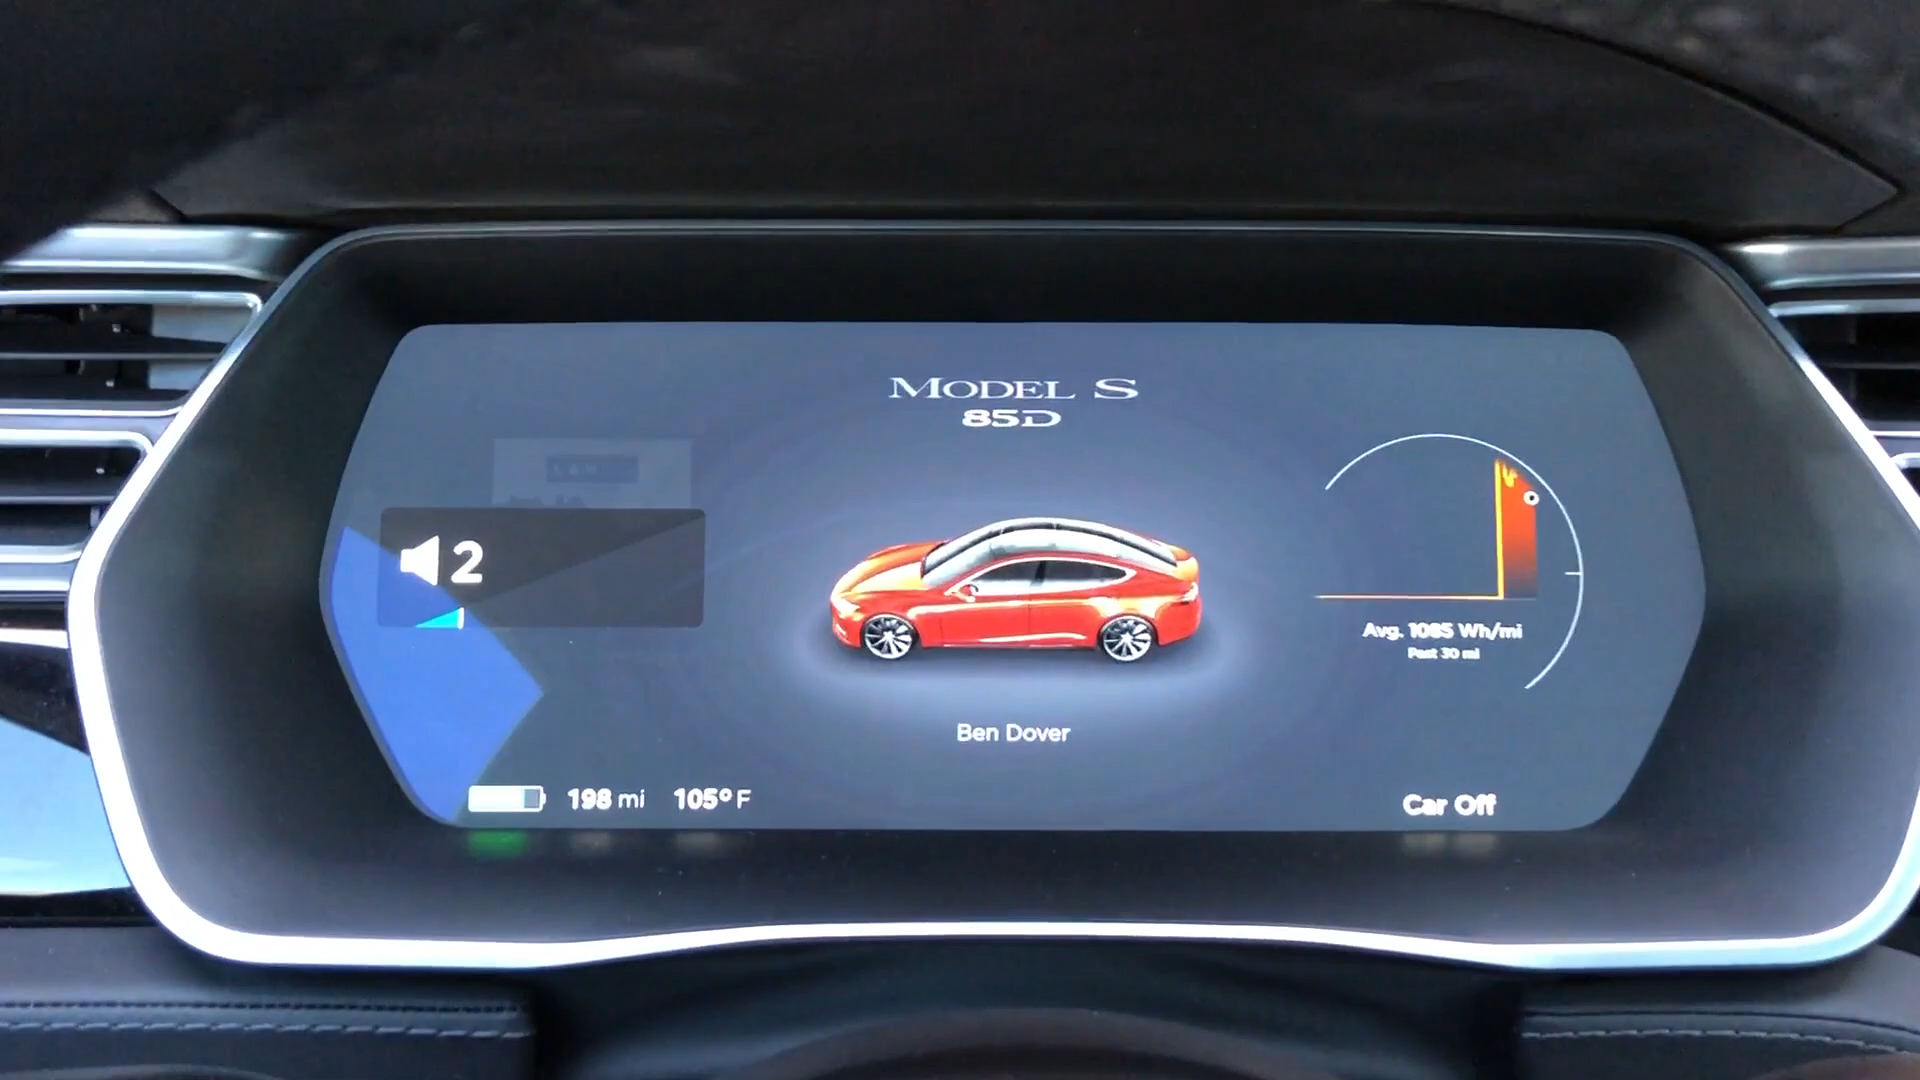 MODEL S
85D
2
Avg. 1085 Wh/mi
Past 30 mi
Ben Dover
198 mi 105°F
Car Off